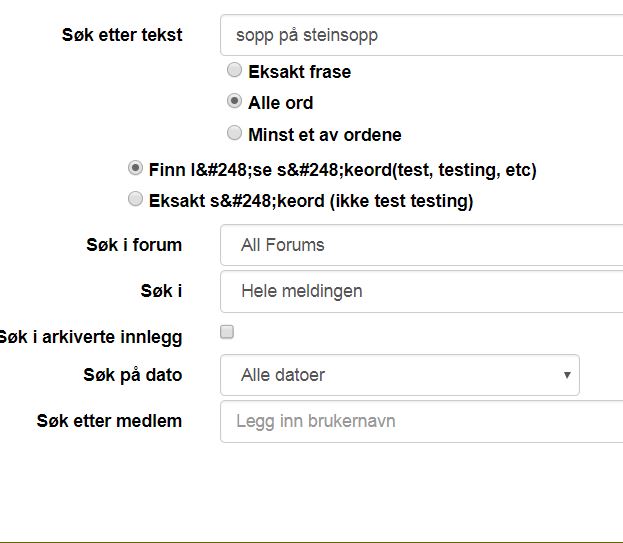 Søk etter tekst sopp på steinsopp
Eksakt frase
Alle ord
Minst et av ordene
Finn l&#248;se s&#248;keord(test, testing, etc)
Eksakt s&#248;keord (ikke test testing)
Søk i forum All Forums
Søk i Hele meldingen
Søk i arkiverte innlegg
Søk på dato Alle datoer
Søk etter medlem Legg inn brukernavn